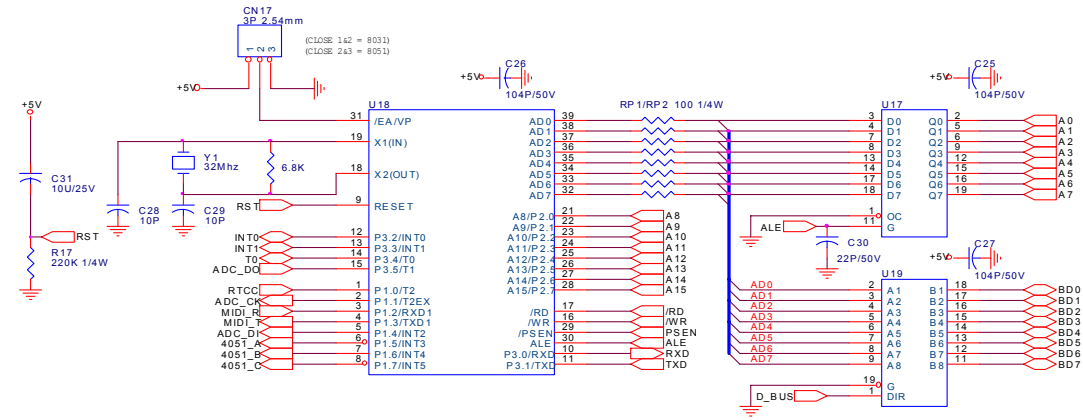 CN17
3P 2.54mm
(CLOSE 1&2 = 8031)
(CLOSE 2&3 = 8051)
1 2 3
+5V
+5V
C26
104P/50V
+5V
C25
104P/50V
+5V
C31
10U/25V
RST
R17
220K 1/4W
Y1
32Mhz
6.8K
C28
10P
C29
10P
U18
31 /EA/VP
19 X1(IN)
18 X2(OUT)
RST 9 RESET
INT0 12 P3.2/INT0
INT1 13 P3.3/INT1
T0 14 P3.4/T0
ADC_DO 15 P3.5/T1
RTCC 1 P1.0/T2
ADC_CK 2 P1.1/T2EX
MIDI_R 3 P1.2/RXD1
MIDI_T 4 P1.3/TXD1
ADC_DI 5 P1.4/INT2
4051_A 6 P1.5/INT3
4051_B 7 P1.6/INT4
4051_C 8 P1.7/INT5
AD0 39
AD1 38
AD2 37
AD3 36
AD4 35
AD5 34
AD6 33
AD7 32
A8/P2.0 21 A8
A9/P2.1 22 A9
A10/P2.2 23 A10
A11/P2.3 24 A11
A12/P2.4 25 A12
A13/P2.5 26 A13
A14/P2.6 27 A14
A15/P2.7 28 A15
/RD 17 /RD
/WR 16 /WR
/PSEN 29 PSEN
ALE 30 ALE
P3.0/RXD 10 RXD
P3.1/TXD 11 TXD
RP1/RP2 100 1/4W
U17
3 D0 Q0 2 A0
4 D1 Q1 5 A1
7 D2 Q2 6 A2
8 D3 Q3 9 A3
13 D4 Q4 12 A4
14 D5 Q5 15 A5
17 D6 Q6 16 A6
18 D7 Q7 19 A7
1 OC
ALE 11 G
C30
22P/50V
+5V
C27
104P/50V
U19
AD0 2 A1 B1 18 BD0
AD1 3 A2 B2 17 BD1
AD2 4 A3 B3 16 BD2
AD3 5 A4 B4 15 BD3
AD4 6 A5 B5 14 BD4
AD5 7 A6 B6 13 BD5
AD6 8 A7 B7 12 BD6
AD7 9 A8 B8 11 BD7
19 G
D_BUS 1 DIR